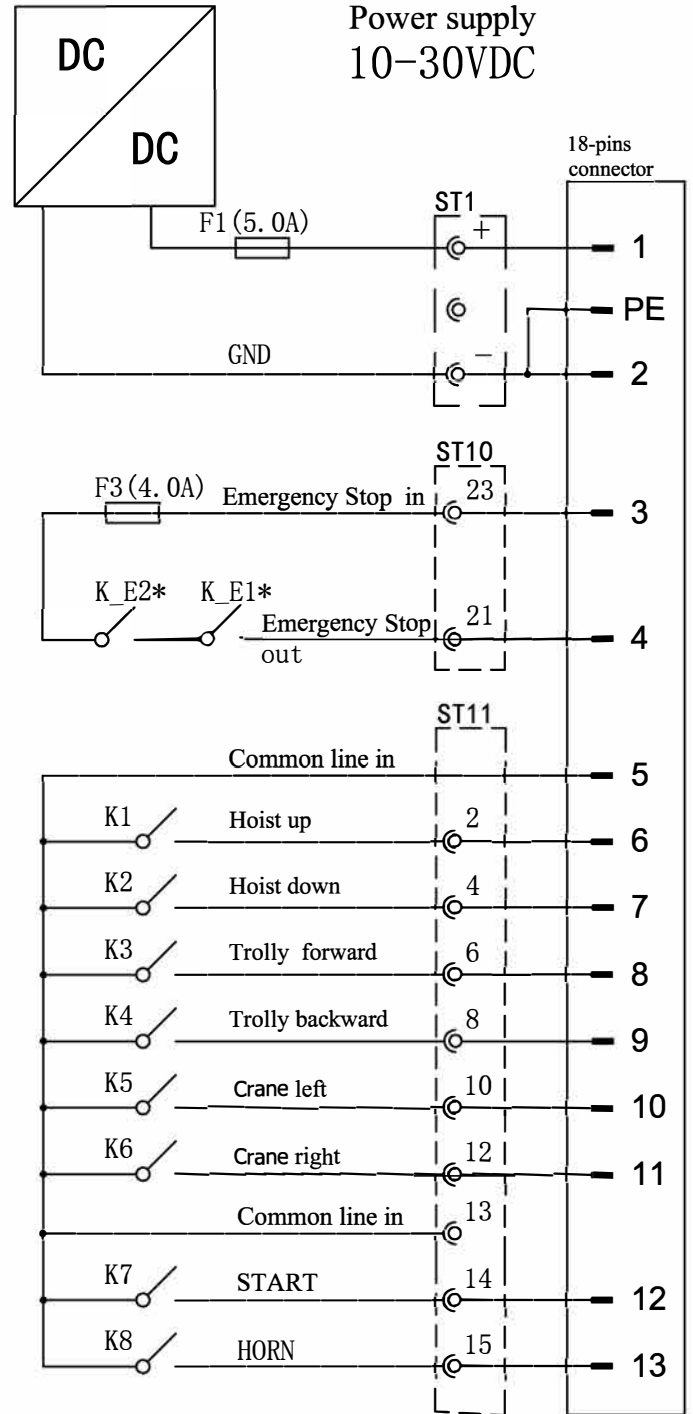 Power supply
DC
10-30VDC
DC
18-pins
connector
ST1
F1(5.0A)
+
1
PE
GND
-
2
ST10
F3(4.0A)
Emergency Stop in
23
3
K_E2*
K_E1*
Emergency Stop
21
4
out
ST11
Common line in
5
K1
Hoist up
2
6
K2
Hoist down
4
7
K3
Trolly forward
6
8
K4
Trolly backward
8
9
K5
Crane left
10
10
K6
Crane right
12
11
Common line in
13
K7
START
14
12
K8
HORN
15
13